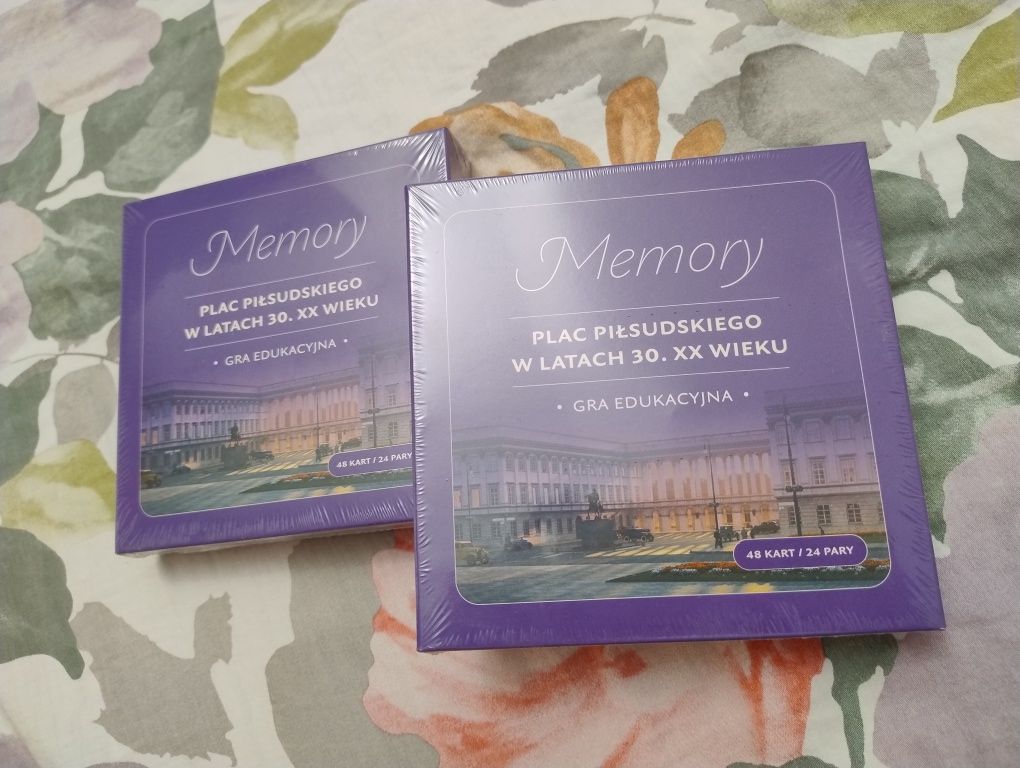 Memory
PLAC PIŁSUDSKIEGO
W LATACH 30. XX WIEKU
• GRA EDUKACYJNA •
48 KART / 24 PARY
Memory
PLAC PIŁSUDSKIEGO
W LATACH 30. XX WIEKU
• GRA EDUKACYJNA •
48 KART / 24 PARY